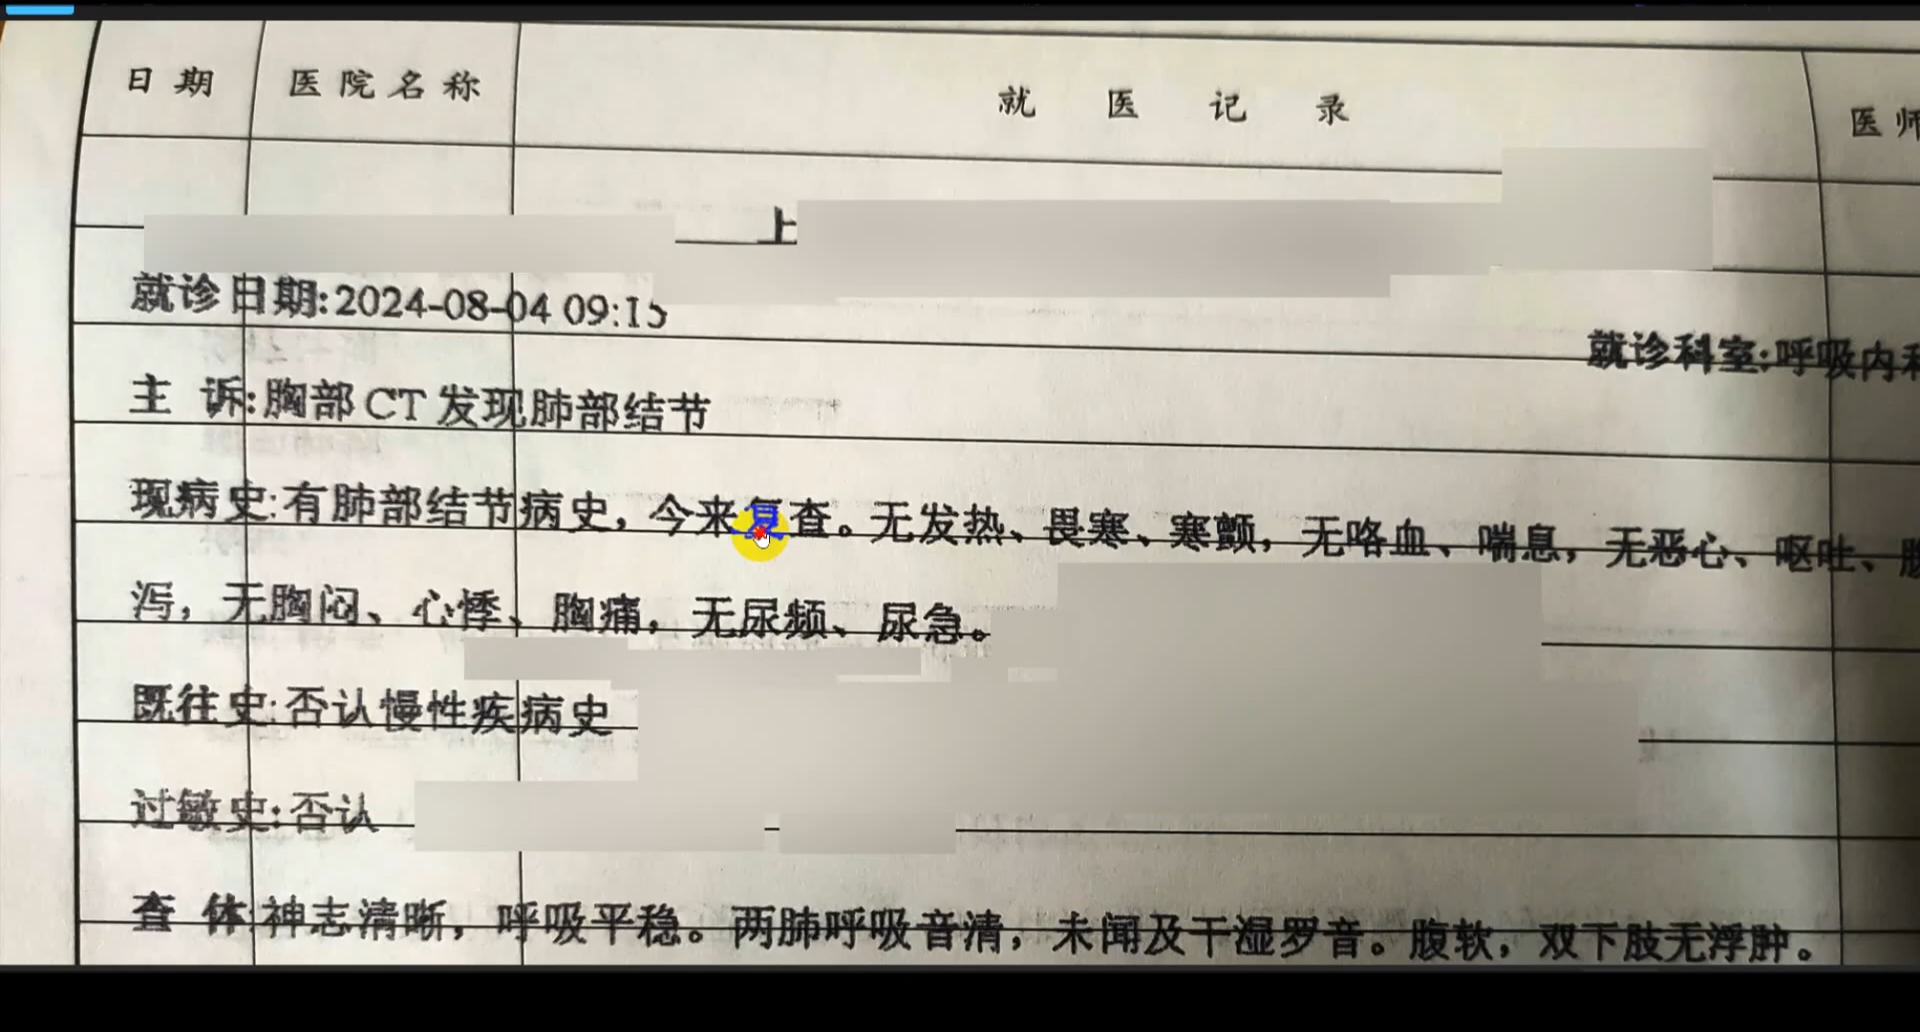 日期 医院名称 就医记录 医师
上
就诊日期:2024-08-04 09:15
就诊科室:呼吸内科
主 诉:胸部 CT 发现肺部结节
现病史:有肺部结节病史，今来复查。无发热、畏寒、寒颤，无咯血、喘息，无恶心、呕吐、腹
泻，无胸闷、心悸、胸痛，无尿频、尿急。
既往史:否认慢性疾病病史
过敏史:否认
查 体:神志清晰，呼吸平稳。两肺呼吸音清，未闻及干湿罗音。腹软，双下肢无浮肿。